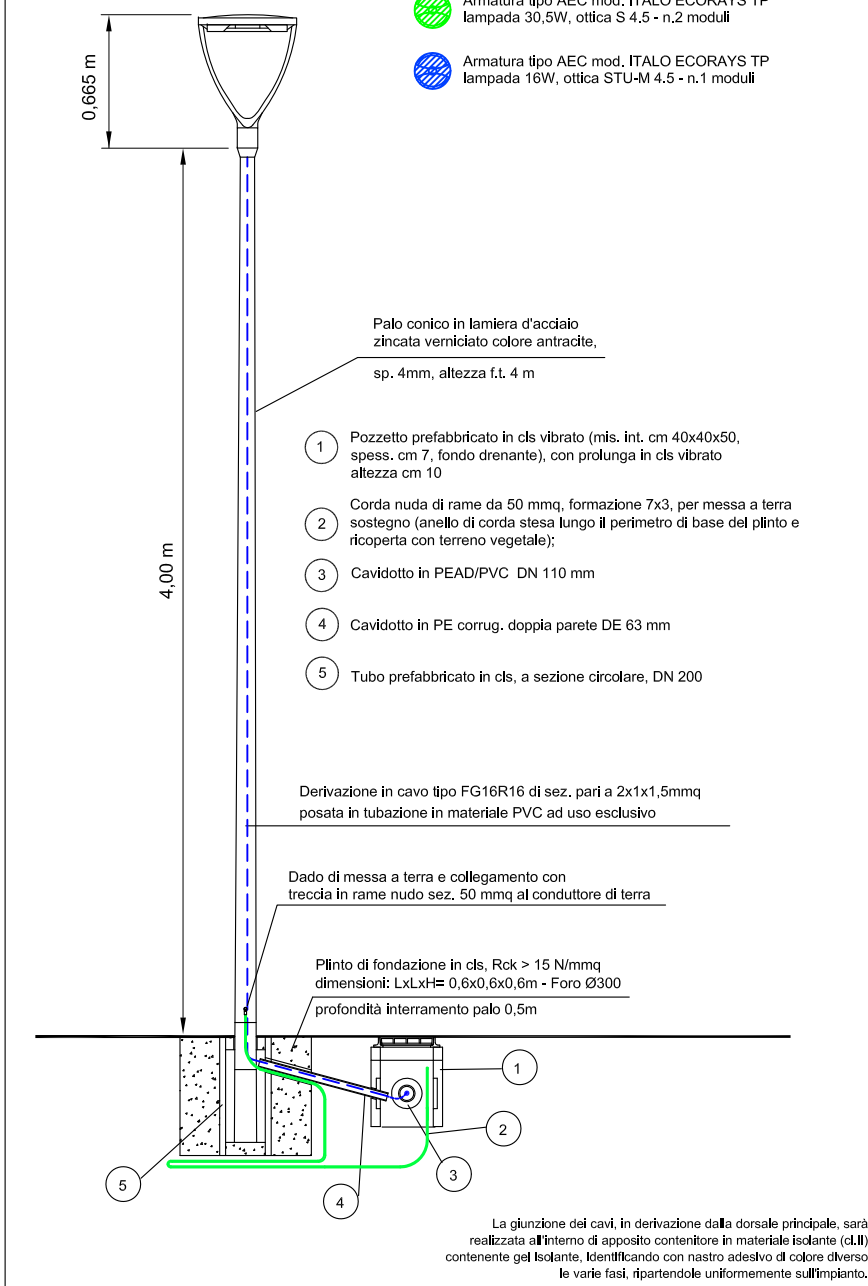 Armatura tipo AEC mod. ITALO ECORAYS TP
lampada 30,5W, ottica S 4.5 - n.2 moduli
Armatura tipo AEC mod. ITALO ECORAYS TP
lampada 16W, ottica STU-M 4.5 - n.1 moduli
0,665 m
Palo conico in lamiera d'acciaio
zincata verniciato colore antracite,
sp. 4mm, altezza f.t. 4 m
1
Pozzetto prefabbricato in cls vibrato (mis. int. cm 40x40x50,
spess. cm 7, fondo drenante), con prolunga in cls vibrato
altezza cm 10
2
Corda nuda di rame da 50 mmq, formazione 7x3, per messa a terra
sostegno (anello di corda stesa lungo il perimetro di base del plinto e
ricoperta con terreno vegetale);
3
Cavidotto in PEAD/PVC DN 110 mm
4
Cavidotto in PE corrug. doppia parete DE 63 mm
5
Tubo prefabbricato in cls, a sezione circolare, DN 200
4,00 m
Derivazione in cavo tipo FG16R16 di sez. pari a 2x1x1,5mmq
posata in tubazione in materiale PVC ad uso esclusivo
Dado di messa a terra e collegamento con
treccia in rame nudo sez. 50 mmq al conduttore di terra
Plinto di fondazione in cls, Rck > 15 N/mmq
dimensioni: LxLxH= 0,6x0,6x0,6m - Foro Ø300
profondità interramento palo 0,5m
1
2
3
4
5
La giunzione dei cavi, in derivazione dalla dorsale principale, sarà
realizzata all'interno di apposito contenitore in materiale isolante (cl.II)
contenente gel isolante, identificando con nastro adesivo di colore diverso
le varie fasi, ripartendole uniformemente sull'impianto.